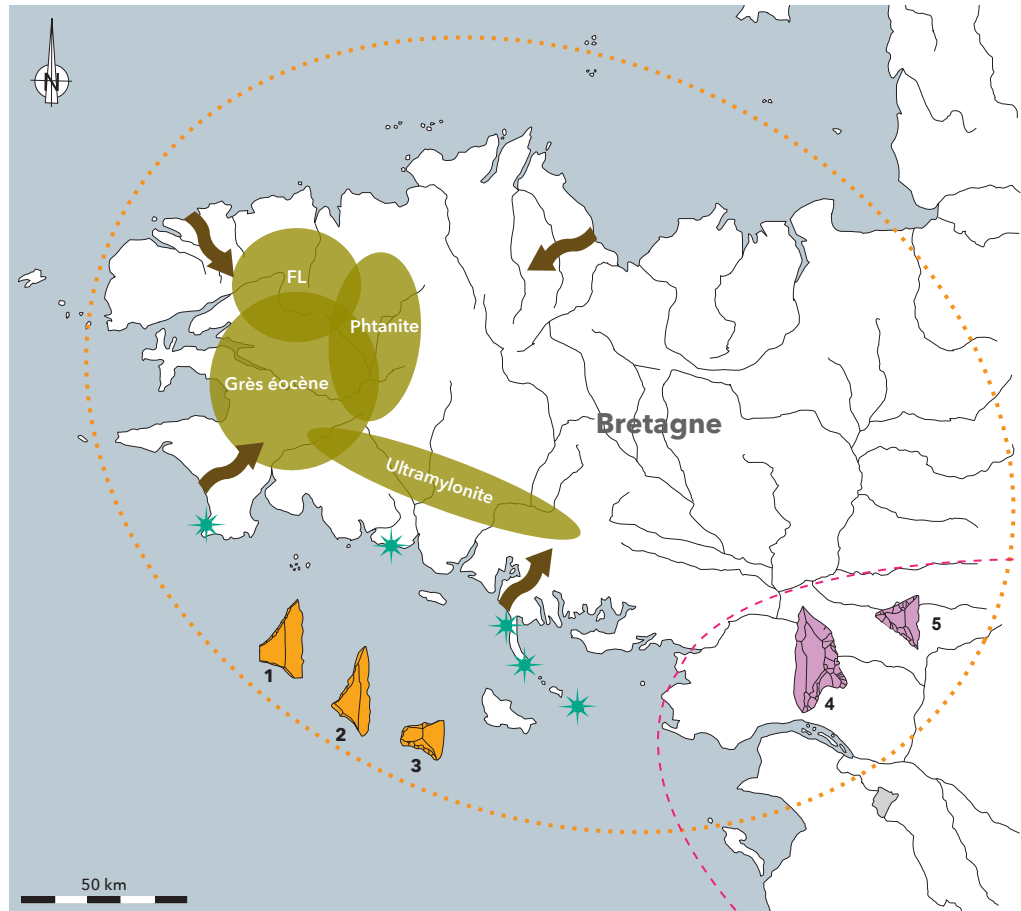 N
FL
Phtanite
Grès éocène
Bretagne
Ultramylonite
1
2
3
4
5
50 km